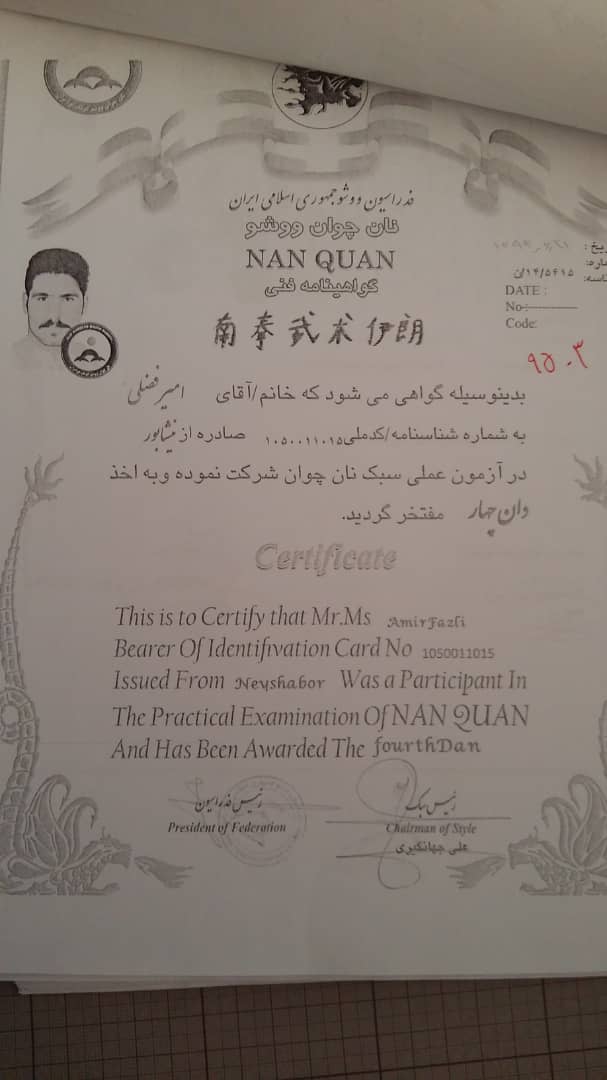 فدراسیون ووشو جمهوری اسلامی ایران
نان چوان ووشو
NAN QUAN
گواهینامه فنی
南拳武术伊朗
۱۴/۵۴۱۵/ن
DATE :
No:
Code:
۹۵۰۳
بدینوسیله گواهی می شود که خانم/آقای امیر فضلی
به شماره شناسنامه/کدملی ۱۰۵۰۰۱۱۰۱۵ صادره از نیشابور
در آزمون عملی سبک نان چوان شرکت نموده وبه اخذ
دان چهار مفتخر گردید.
Certificate
This is to Certify that Mr.Ms AmirFazli
Bearer Of Identifivation Card No 1050011015
Issued From Neyshabor Was a Participant In
The Practical Examination Of NAN QUAN
And Has Been Awarded The fourthDan
رئیس فدراسیون
President of Federation
رئیس سبک
Chairman of Style
علی جهانگیری